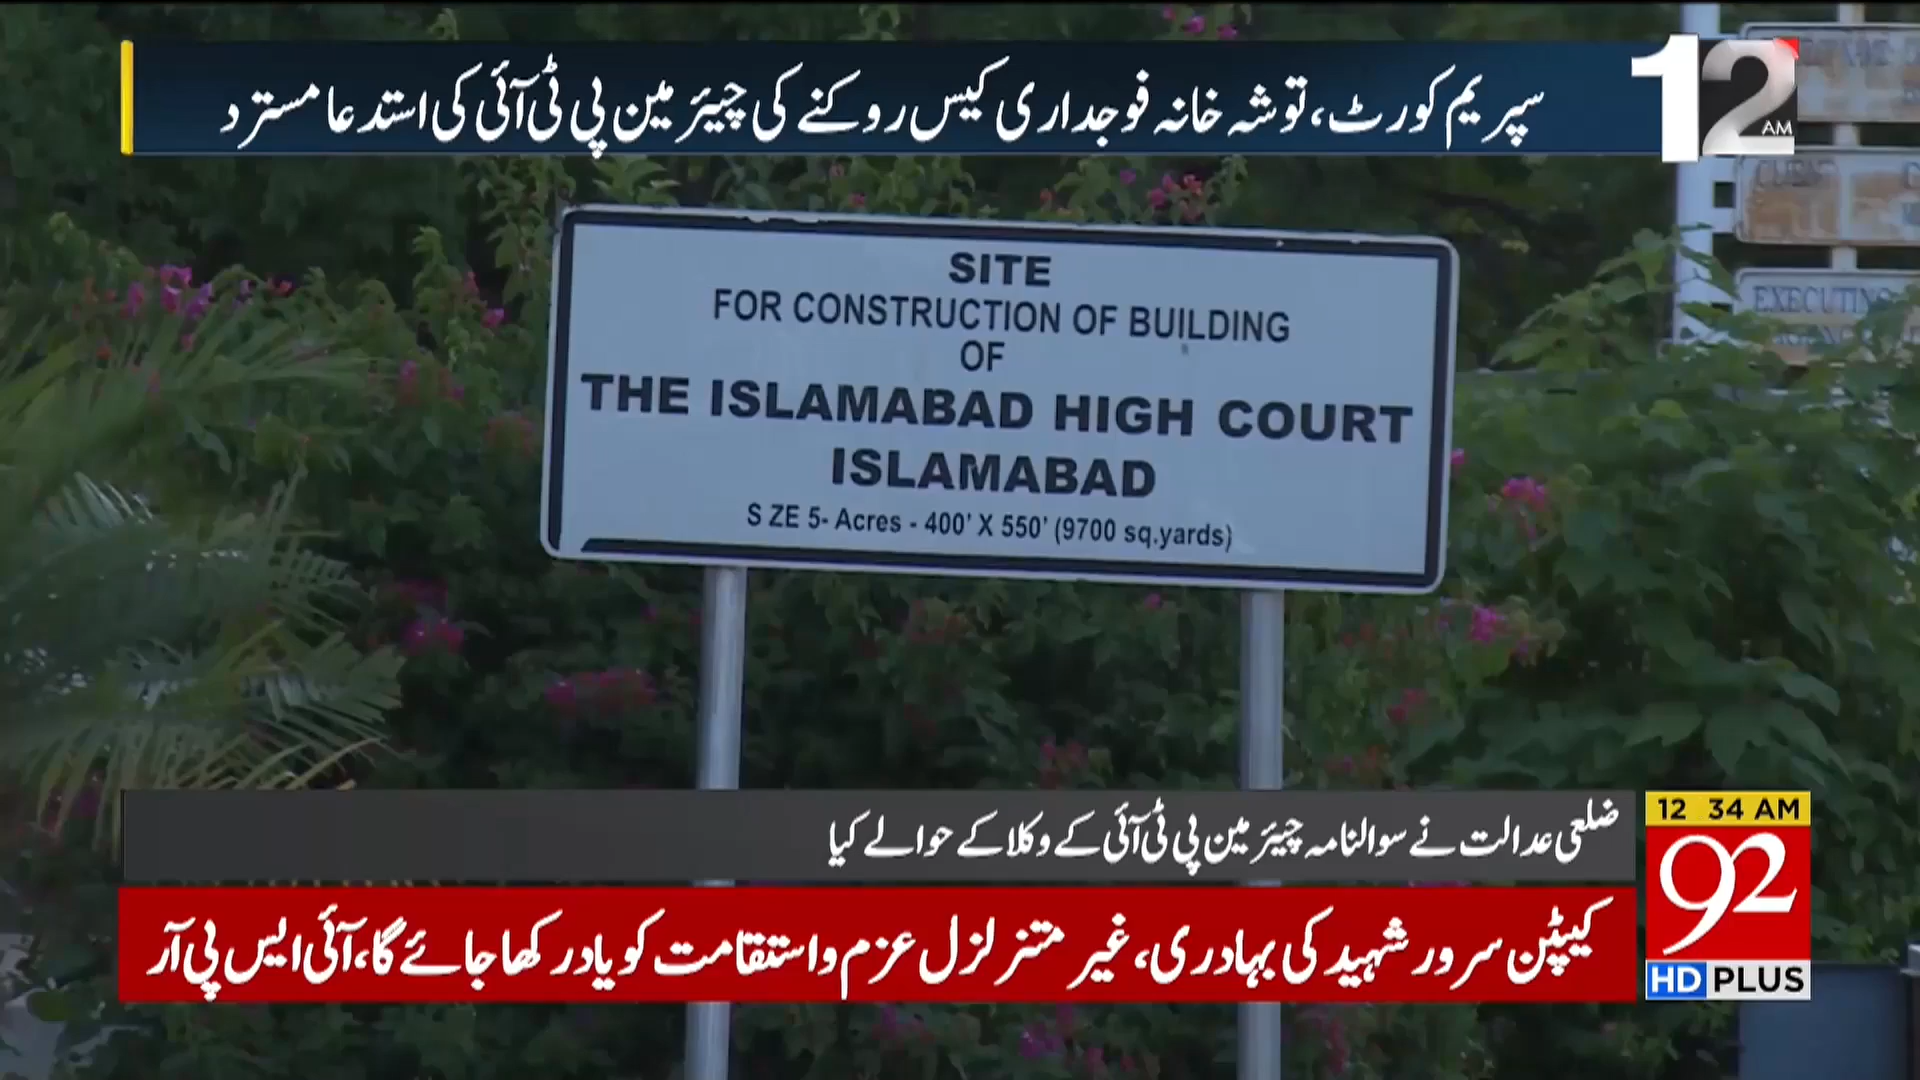 سپریم کورٹ، توشہ خانہ فوجداری کیس روکنے کی چیئرمین پی ٹی آئی کی استدعا مسترد
12
AM
SITE
FOR CONSTRUCTION OF BUILDING
OF
THE ISLAMABAD HIGH COURT
ISLAMABAD
S ZE 5- Acres - 400' X 550' (9700 sq.yards)
EXECUTING
ضلعی عدالت نے سوالنامہ چیئرمین پی ٹی آئی کے وکلا کے حوالے کیا
12 34 AM
92
HD PLUS
کیپٹن سرور شہید کی بہادری، غیر متزلزل عزم و استقامت کو یاد رکھا جائے گا، آئی ایس پی آر